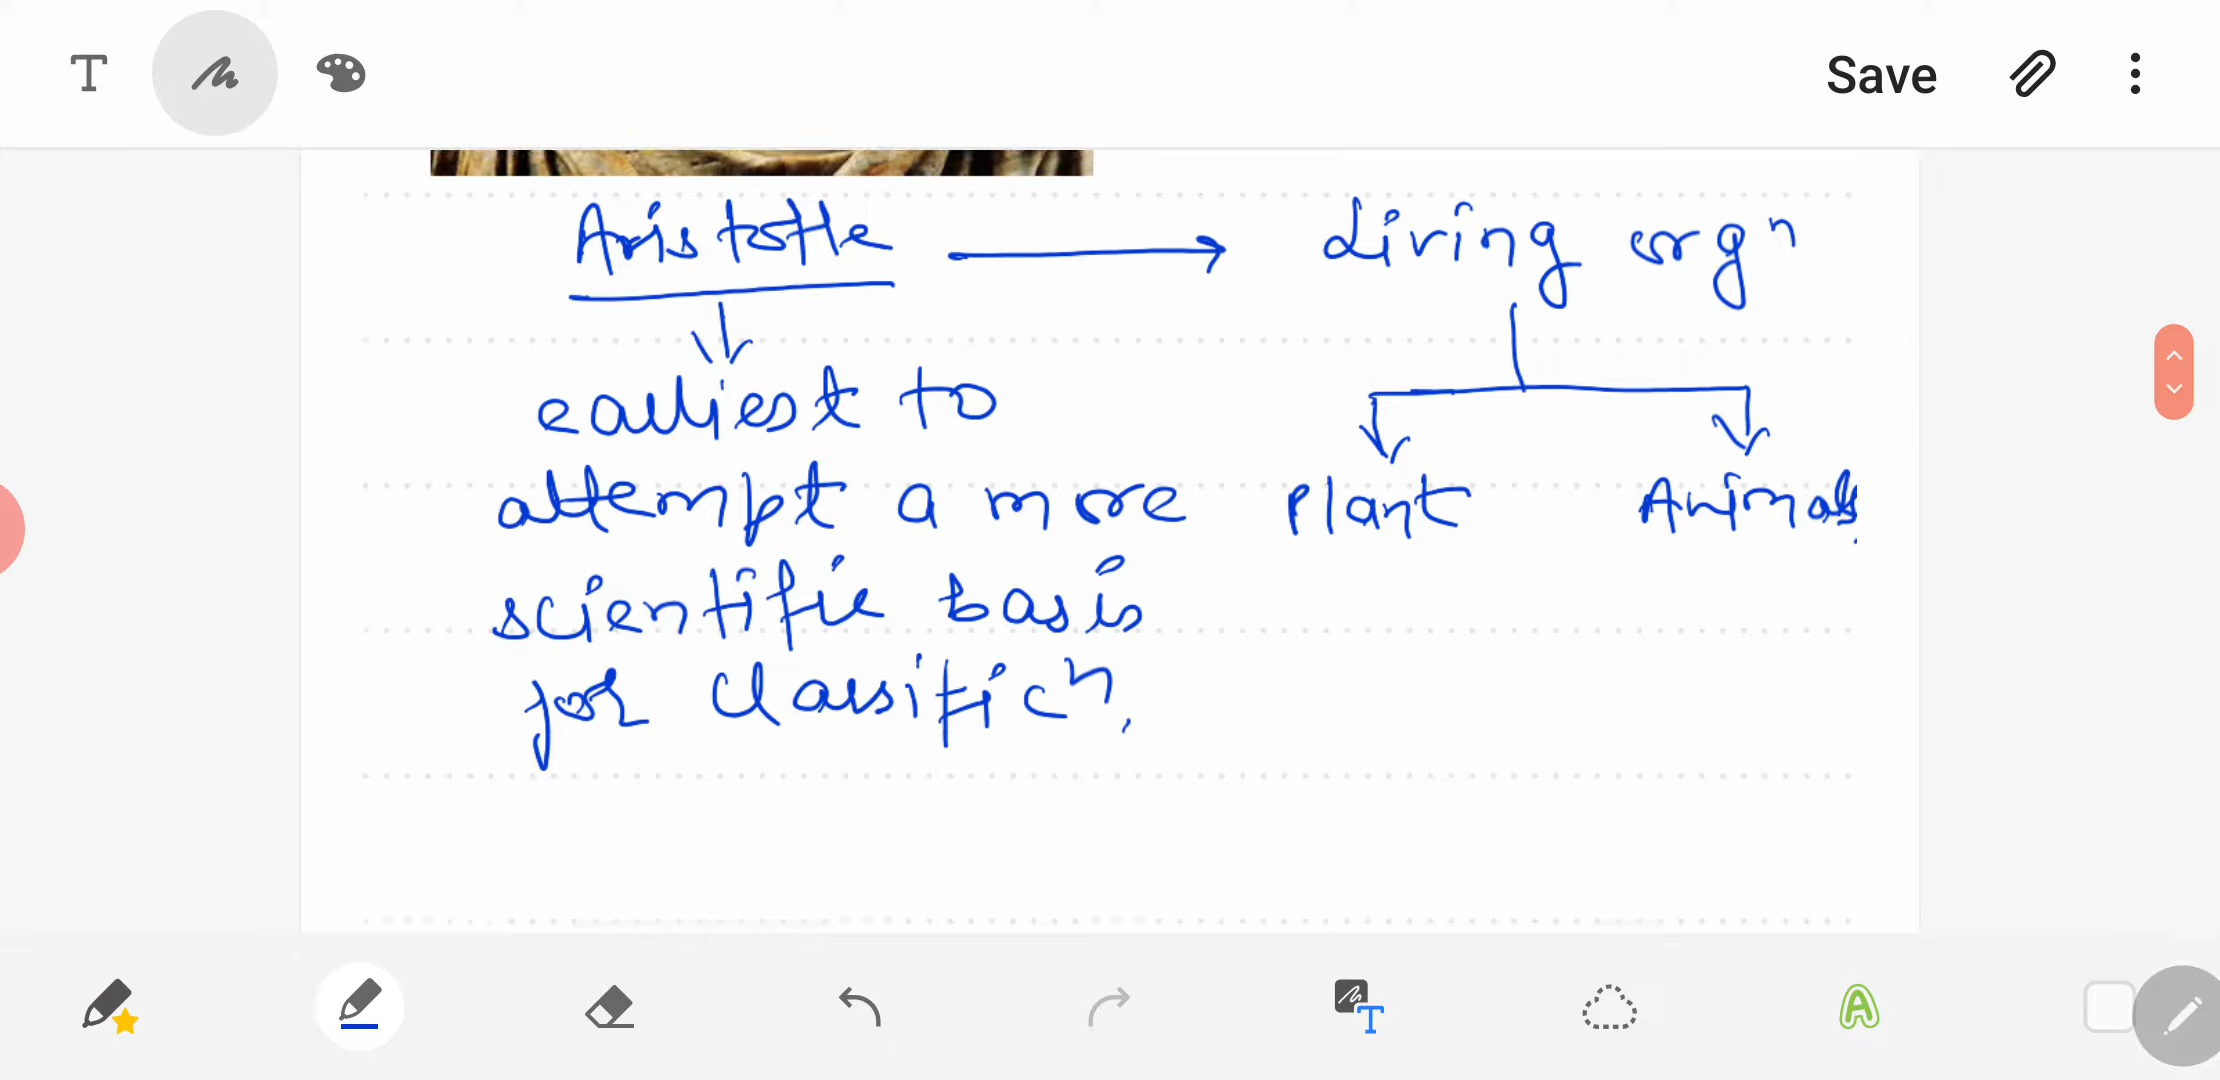 T
Save
Aristotle → Living orgⁿ
earliest to
attempt a more
scientific basis
for classificⁿ.
Plant Animals.
T
A